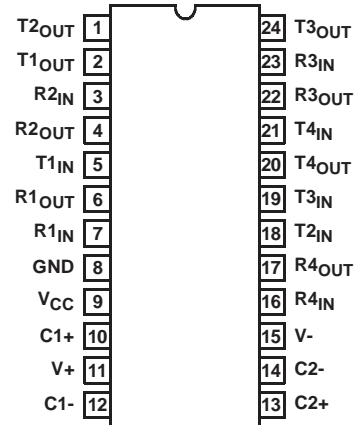 T2OUT 1 24 T3OUT
T1OUT 2 23 R3IN
R2IN 3 22 R3OUT
R2OUT 4 21 T4IN
T1IN 5 20 T4OUT
R1OUT 6 19 T3IN
R1IN 7 18 T2IN
GND 8 17 R4OUT
VCC 9 16 R4IN
C1+ 10 15 V-
V+ 11 14 C2-
C1- 12 13 C2+